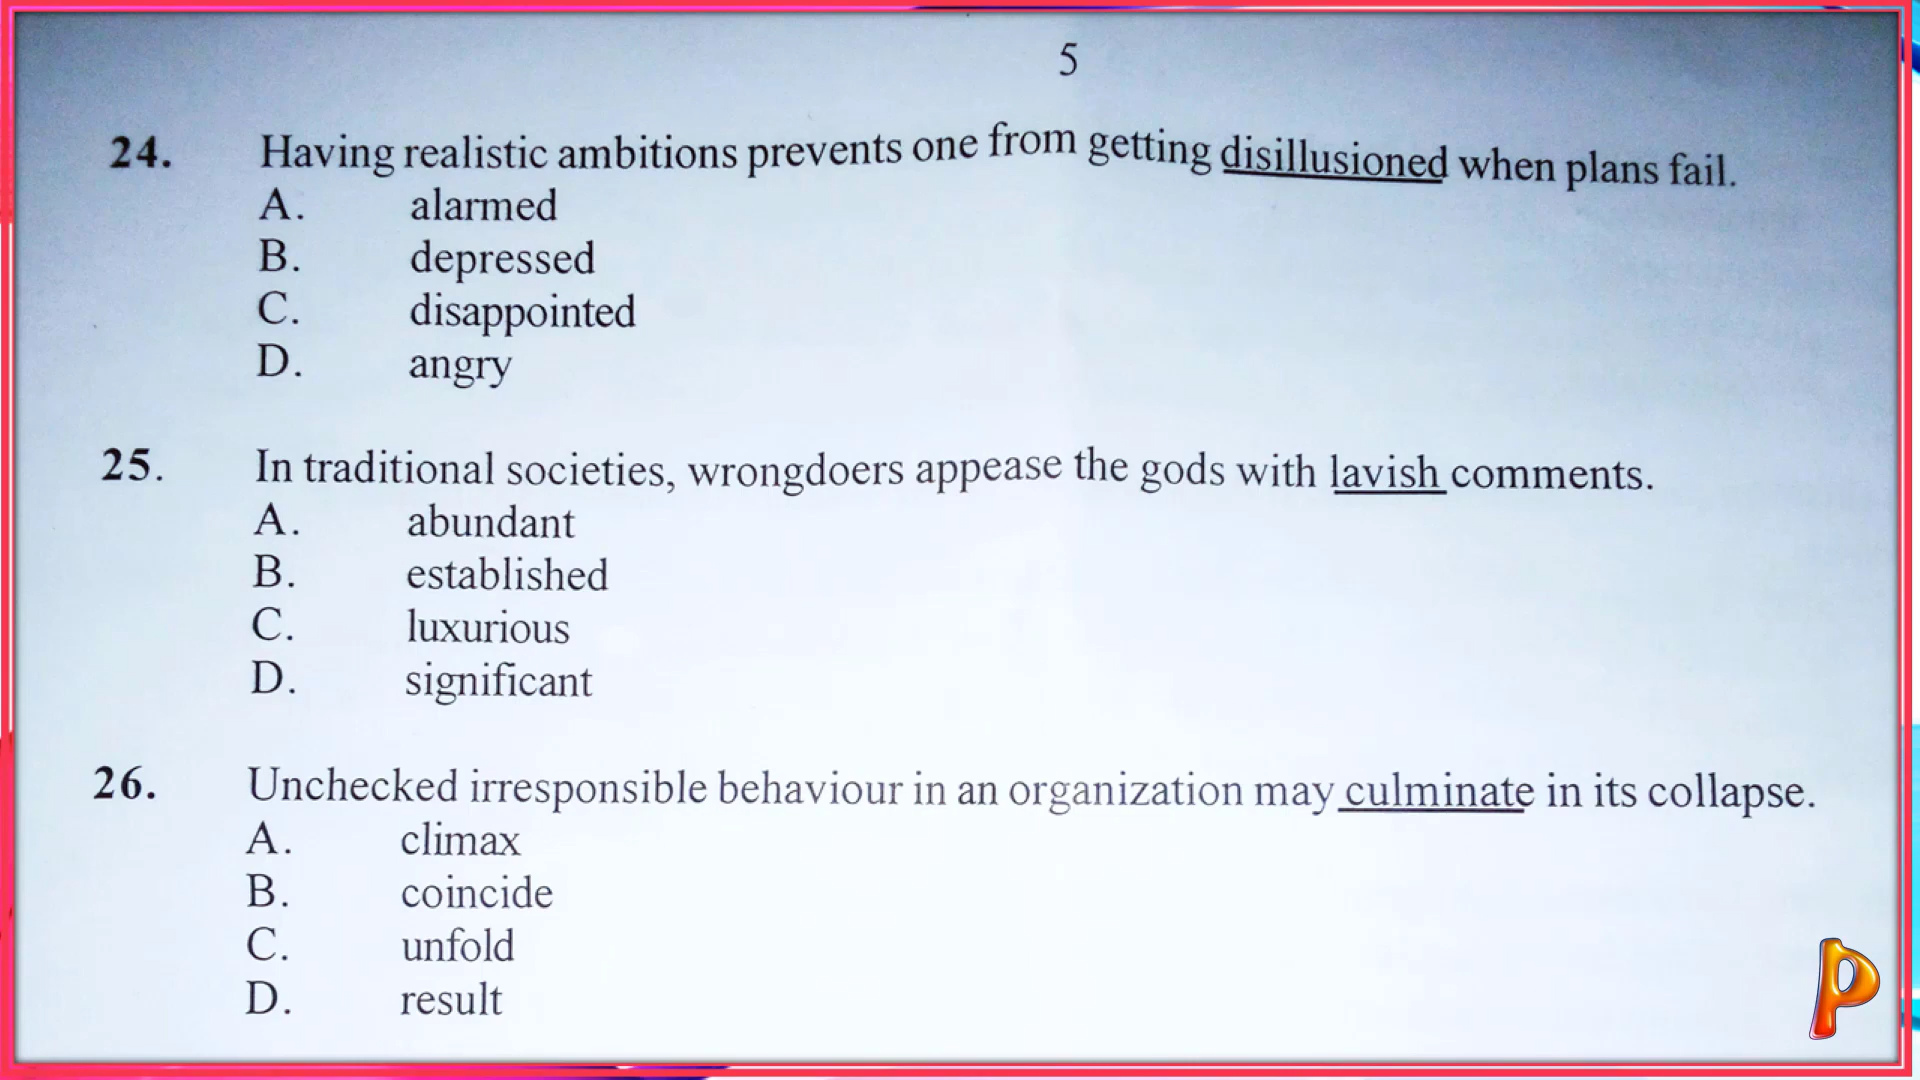 5
24. Having realistic ambitions prevents one from getting disillusioned when plans fail.
A. alarmed
B. depressed
C. disappointed
D. angry
25. In traditional societies, wrongdoers appease the gods with lavish comments.
A. abundant
B. established
C. luxurious
D. significant
26. Unchecked irresponsible behaviour in an organization may culminate in its collapse.
A. climax
B. coincide
C. unfold
D. result
P